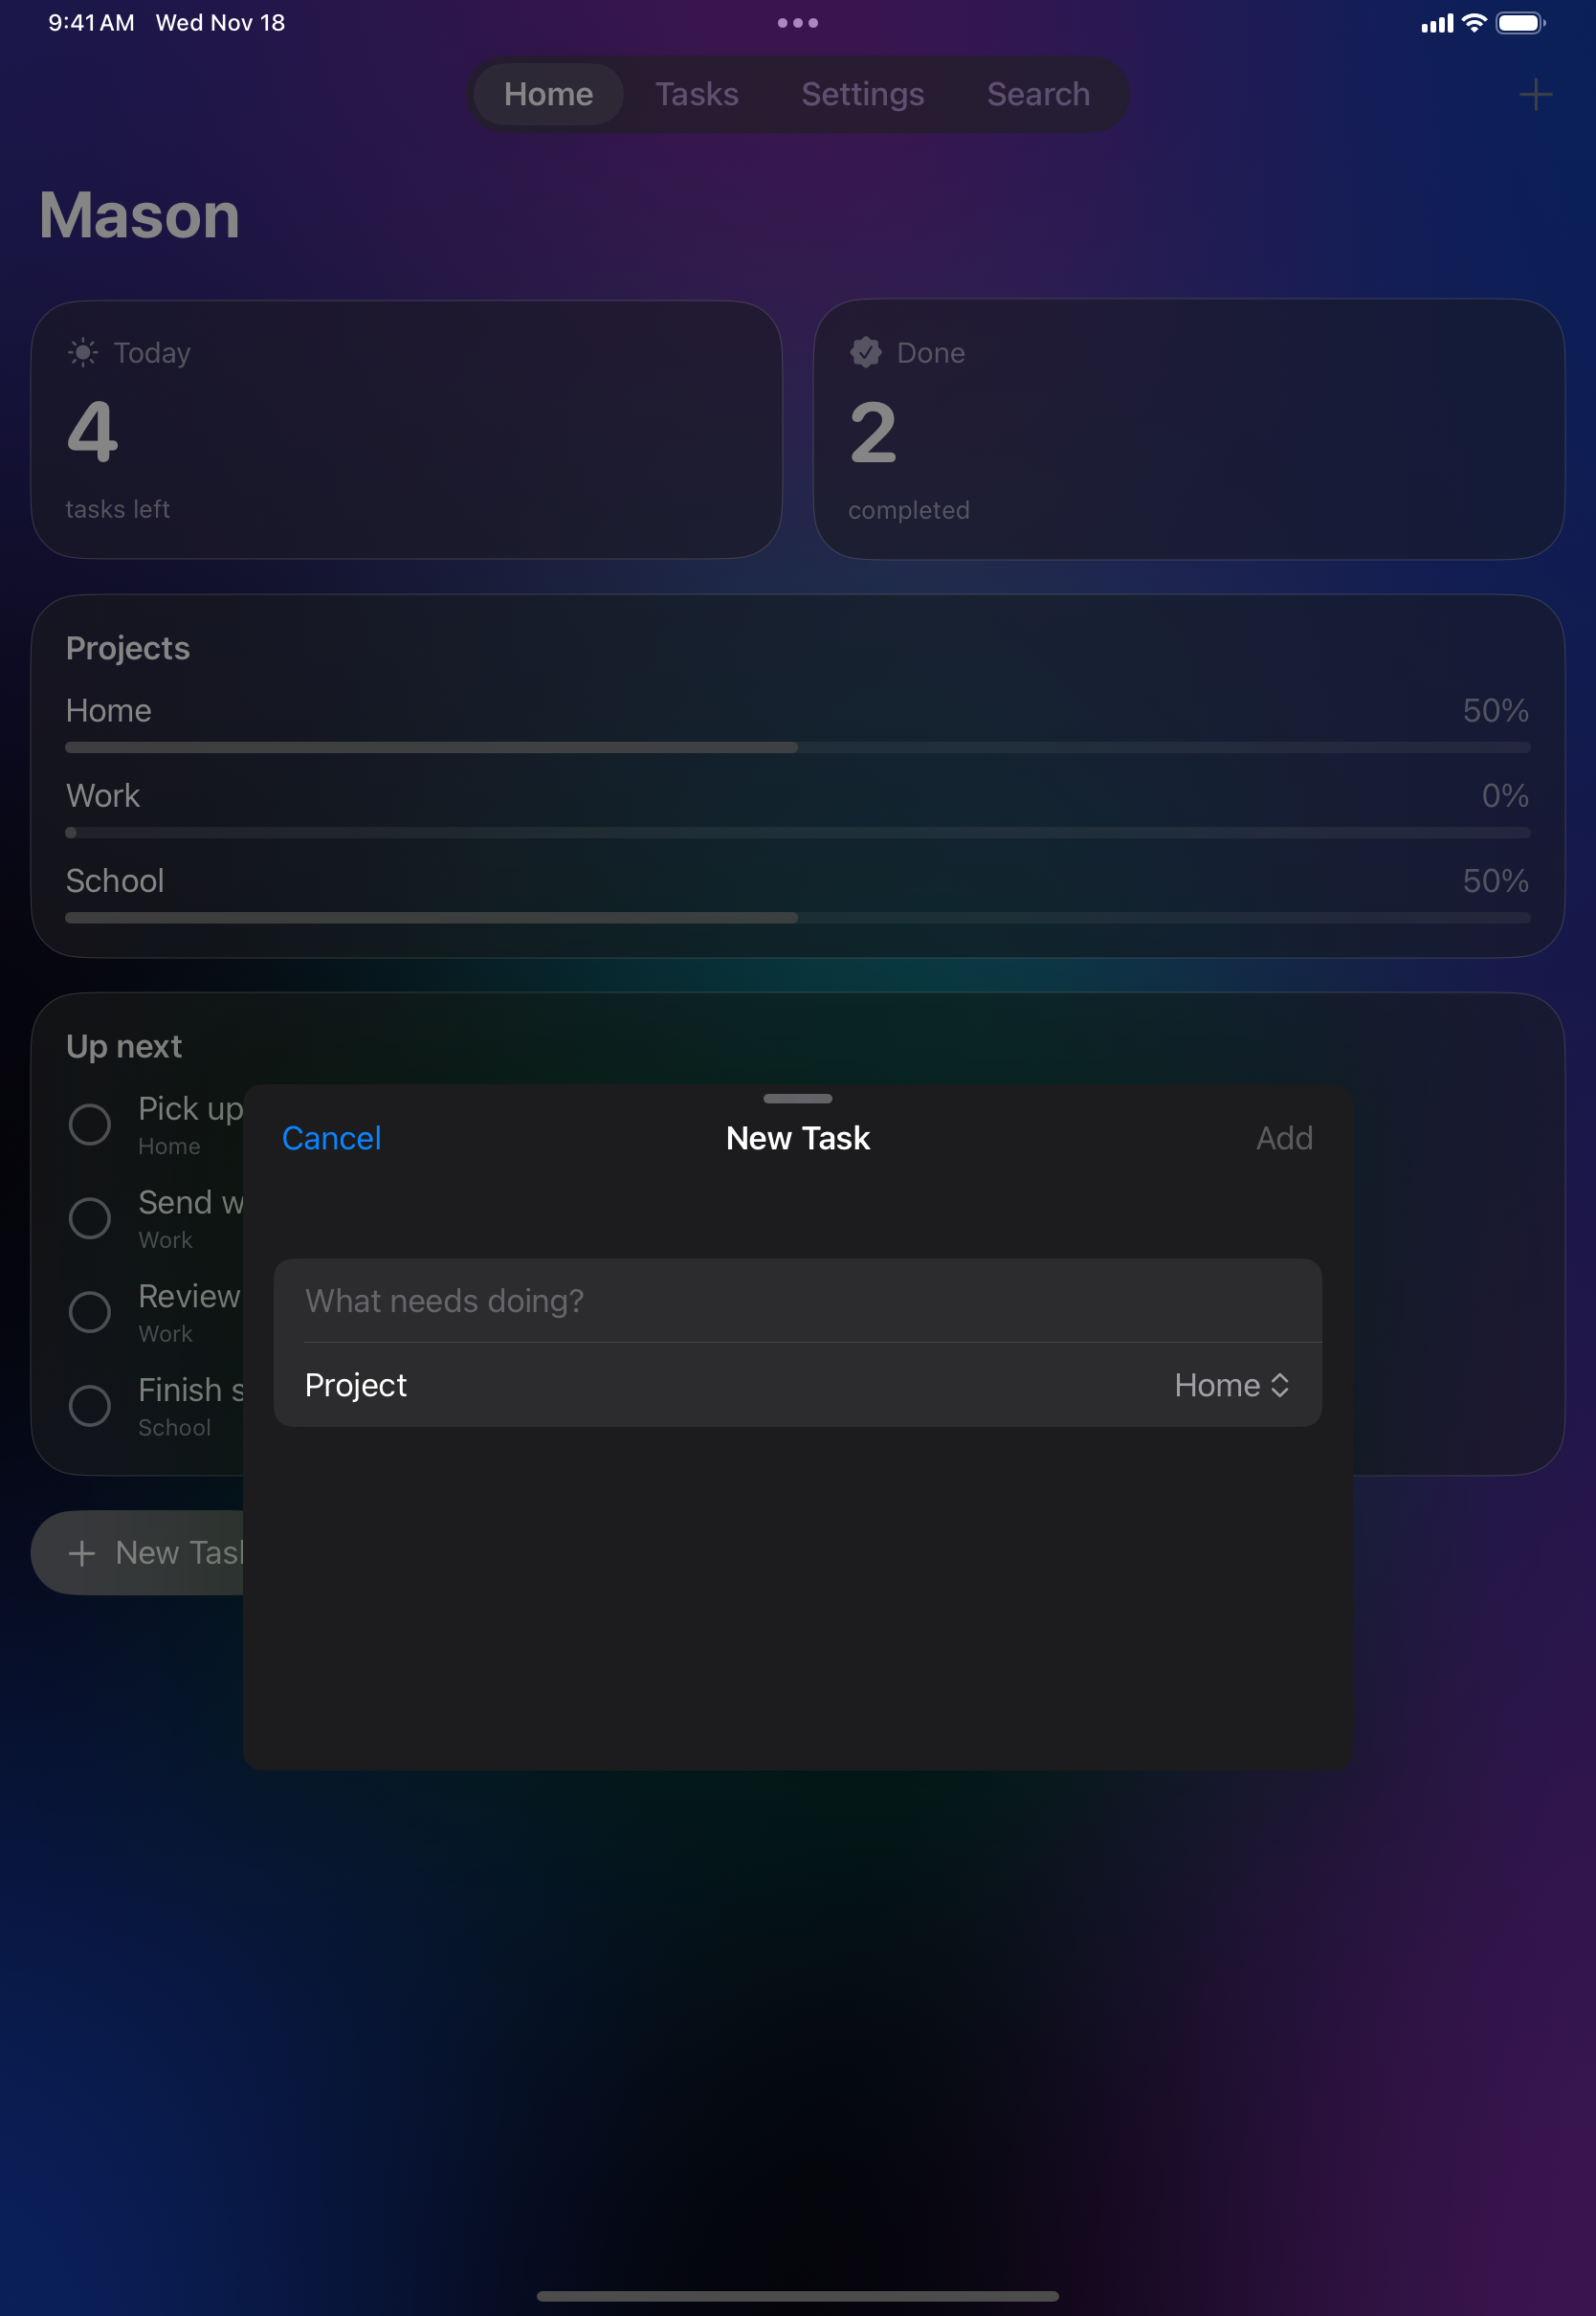 9:41 AM Wed Nov 18
Home Tasks Settings Search
Mason
Today
4
tasks left
Done
2
completed
Projects
Home 50%
Work 0%
School 50%
Up next
Pick up
Home
Send
Work
Review
Work
Finish
School
New
Cancel New Task Add
What needs doing?
Project Home